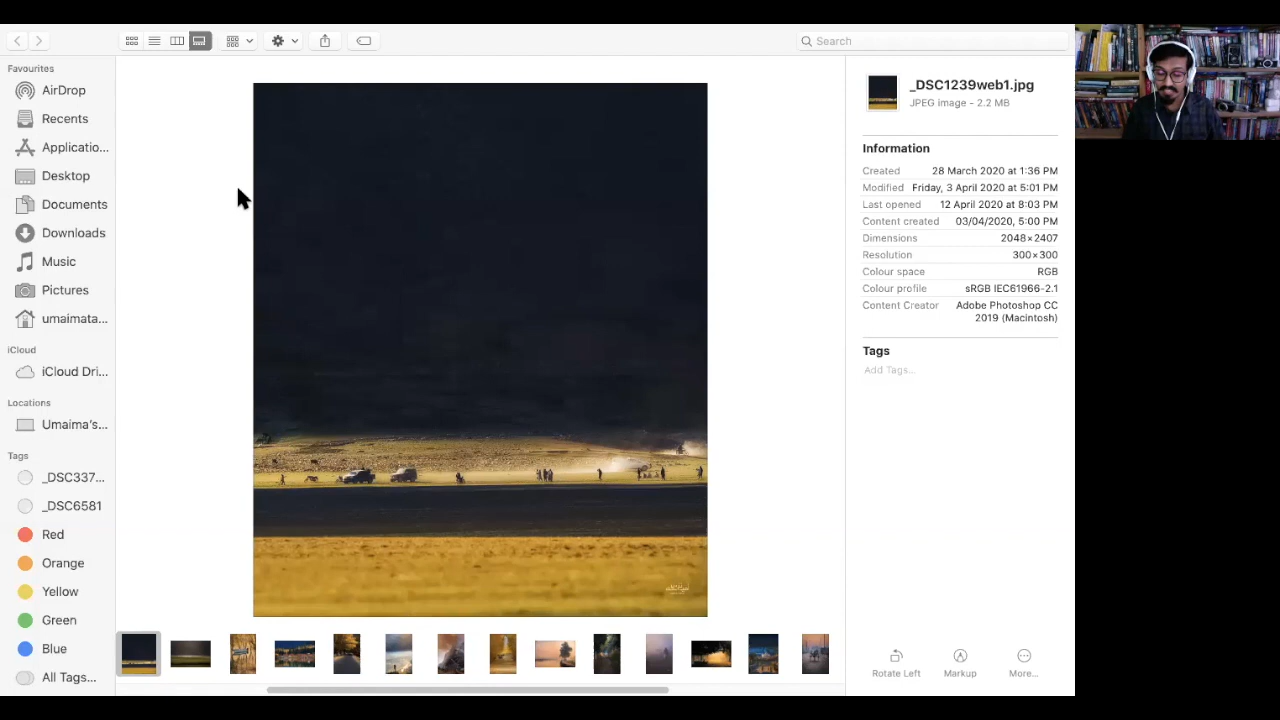 Search
Favourites
AirDrop
Recents
Applicatio...
Desktop
Documents
Downloads
Music
Pictures
umaimata...
iCloud
iCloud Dri...
Locations
Umaima's...
Tags
_DSC337...
_DSC6581
Red
Orange
Yellow
Green
Blue
All Tags...
_DSC1239web1.jpg
JPEG image - 2.2 MB
Information
Created 28 March 2020 at 1:36 PM
Modified Friday, 3 April 2020 at 5:01 PM
Last opened 12 April 2020 at 8:03 PM
Content created 03/04/2020, 5:00 PM
Dimensions 2048×2407
Resolution 300×300
Colour space RGB
Colour profile sRGB IEC61966-2.1
Content Creator Adobe Photoshop CC
2019 (Macintosh)
Tags
Add Tags...
Rotate Left Markup More...